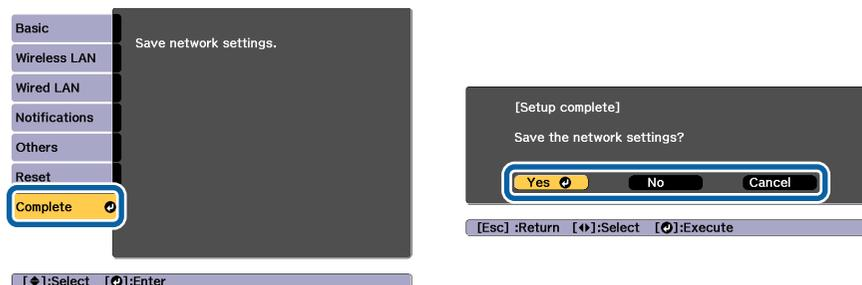 Basic
Wireless LAN
Wired LAN
Notifications
Others
Reset
Complete
Save network settings.
[◆]:Select [↵]:Enter
[Setup complete]
Save the network settings?
Yes No Cancel
[Esc] :Return [◆]:Select [↵]:Execute